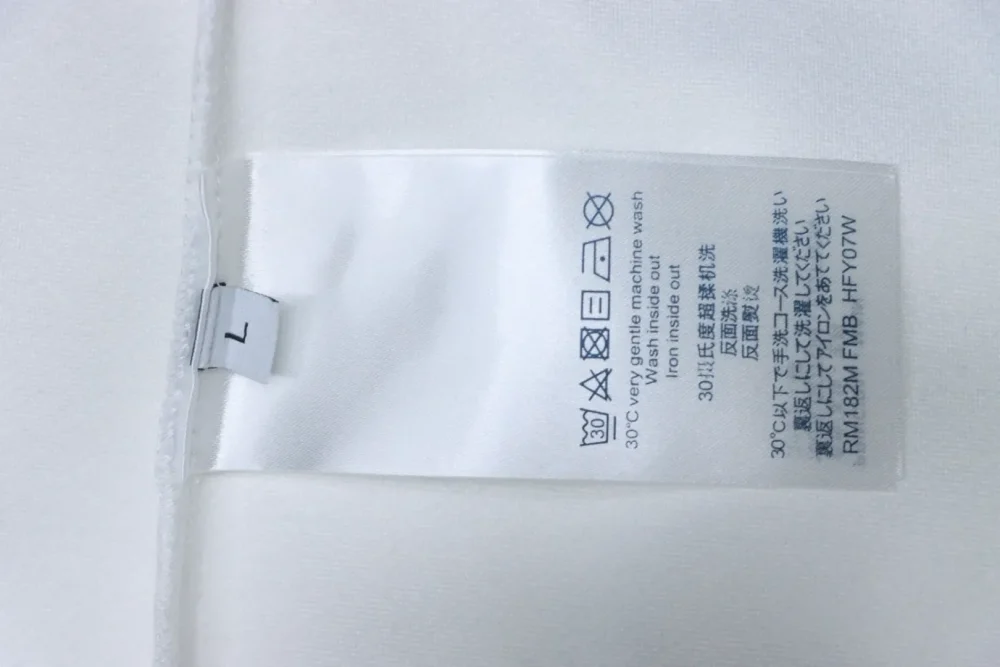 L
30
30°C very gentle machine wash
Wash inside out
Iron inside out
30摄氏度超揉机洗
反面洗涤
反面熨烫
30°C以下で手洗コース洗濯機洗い
裏返しにして洗濯してください
裏返しにしてアイロンをあててください
RM182M FMB HFY07W